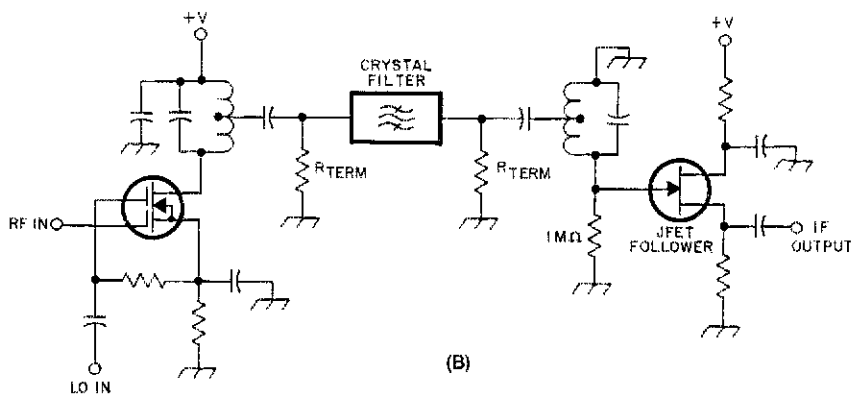 +V
CRYSTAL
FILTER
+V
RTERM
RTERM
RF IN
1MΩ
JFET
FOLLOWER
IF
OUTPUT
LO IN
(B)